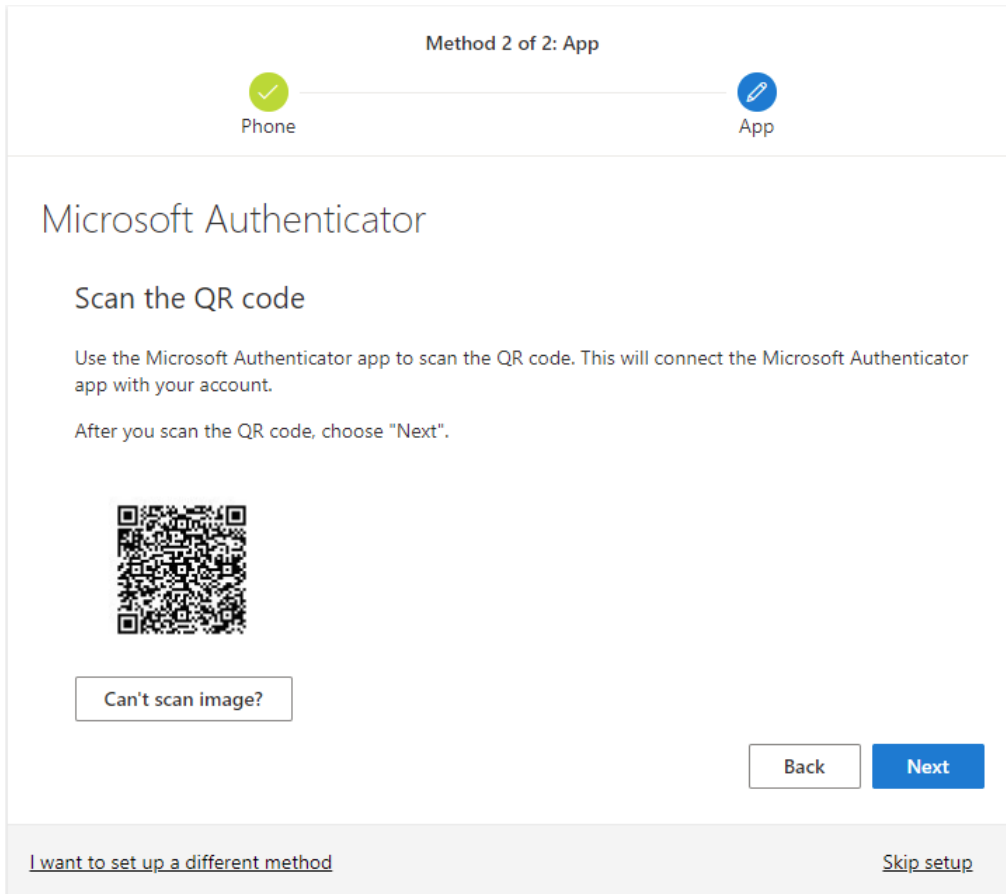 Method 2 of 2: App
Phone
App
Microsoft Authenticator
Scan the QR code
Use the Microsoft Authenticator app to scan the QR code. This will connect the Microsoft Authenticator
app with your account.
After you scan the QR code, choose "Next".
Can't scan image?
Back
Next
I want to set up a different method
Skip setup